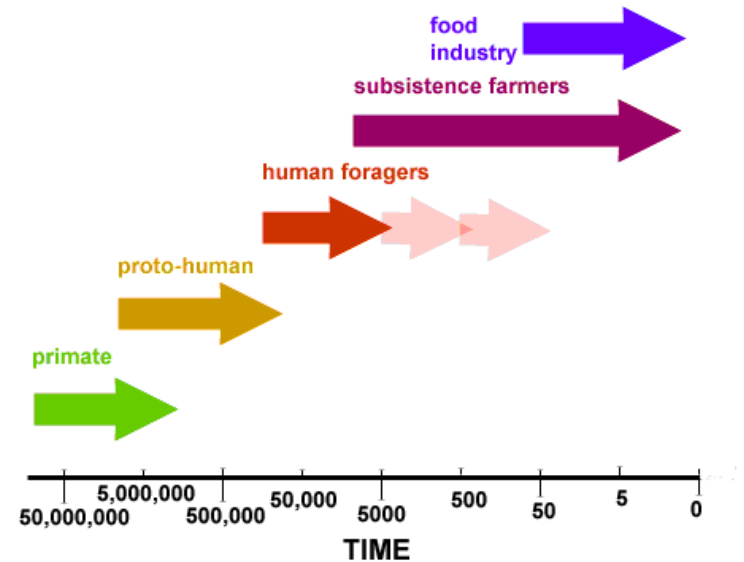 food
industry
subsistence farmers
human foragers
proto-human
primate
50,000,000
5,000,000
500,000
50,000
5000
500
50
5
0
TIME